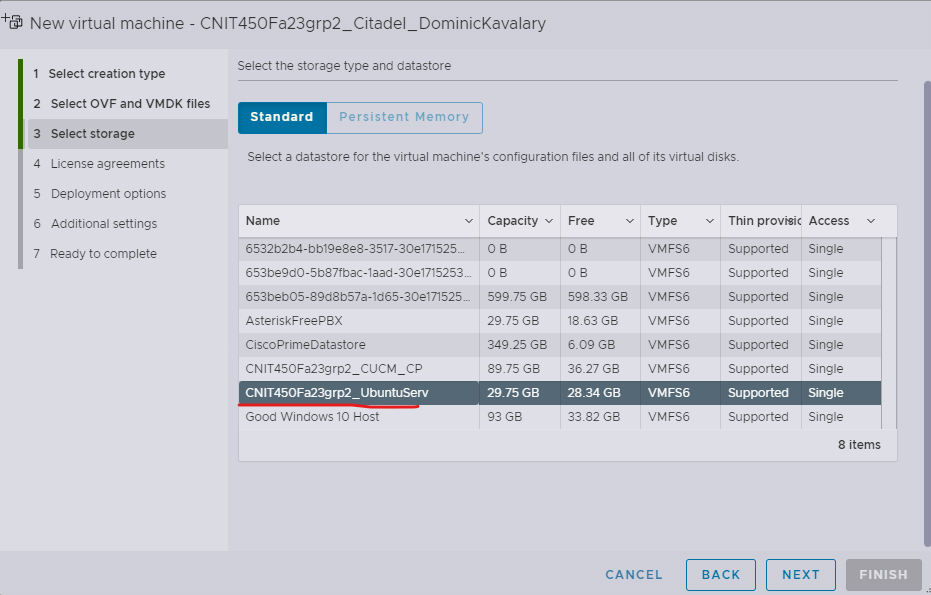 New virtual machine - CNIT450Fa23grp2_Citadel_DominicKavalary
1 Select creation type
2 Select OVF and VMDK files
3 Select storage
4 License agreements
5 Deployment options
6 Additional settings
7 Ready to complete
Select the storage type and datastore
Standard Persistent Memory
Select a datastore for the virtual machine's configuration files and all of its virtual disks.
Name Capacity Free Type Thin provisic Access
6532b2b4-bb19e8e8-3517-30e171525... 0 B 0 B VMFS6 Supported Single
653be9d0-5b87fbac-1aad-30e1715253... 0 B 0 B VMFS6 Supported Single
653beb05-89d8b57a-1d65-30e171525... 599.75 GB 598.33 GB VMFS6 Supported Single
AsteriskFreePBX 29.75 GB 18.63 GB VMFS6 Supported Single
CiscoPrimeDatastore 349.25 GB 6.09 GB VMFS6 Supported Single
CNIT450Fa23grp2_CUCM_CP 89.75 GB 36.27 GB VMFS6 Supported Single
CNIT450Fa23grp2_UbuntuServ 29.75 GB 28.34 GB VMFS6 Supported Single
Good Windows 10 Host 93 GB 33.82 GB VMFS6 Supported Single
8 items
CANCEL BACK NEXT FINISH